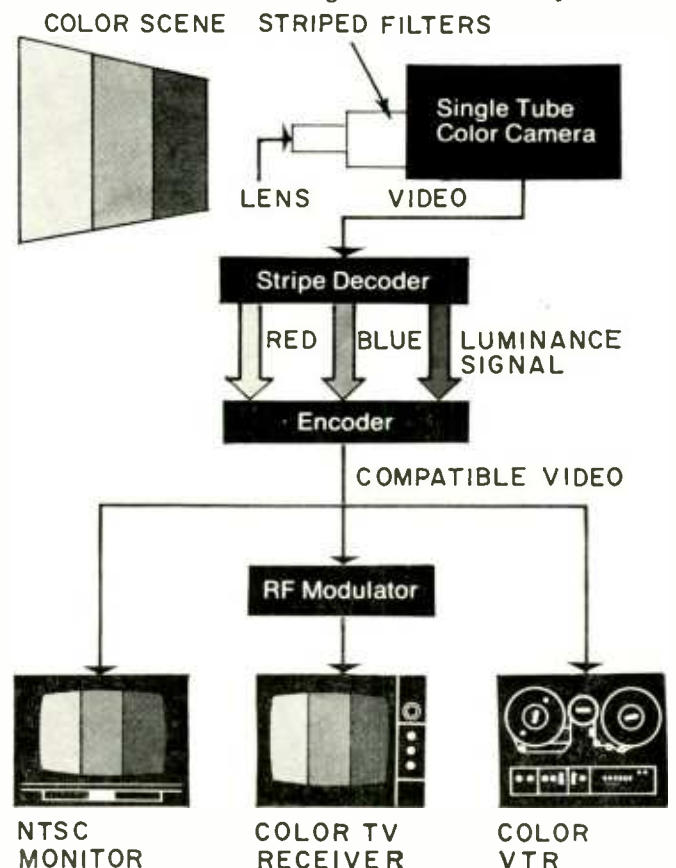 COLOR SCENE
STRIPED FILTERS
Single Tube
Color Camera
LENS
VIDEO
Stripe Decoder
RED
BLUE
LUMINANCE
SIGNAL
Encoder
COMPATIBLE VIDEO
RF Modulator
NTSC
MONITOR
COLOR TV
RECEIVER
COLOR
VTR